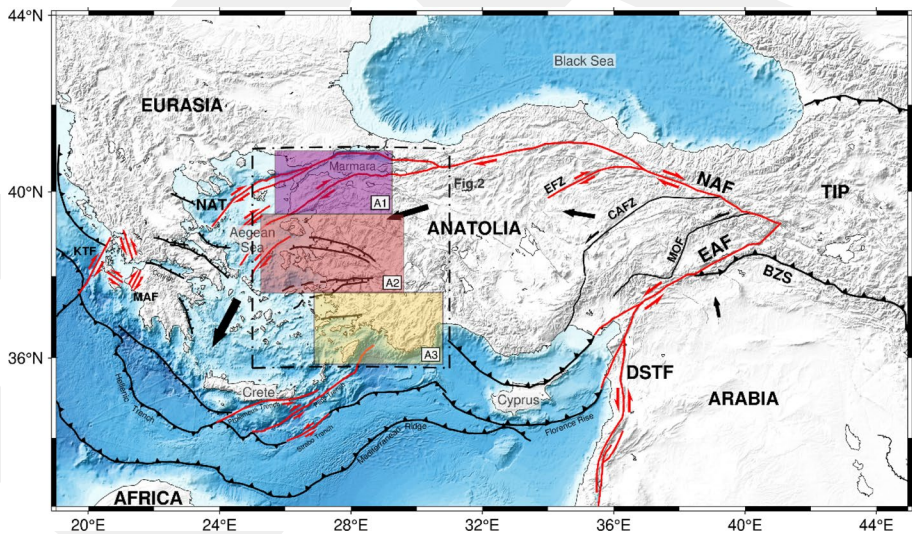 44°N
Black Sea
EURASIA
Marmara
40°N
Fig.2
EFZ
NAF
TIP
NAT
A1
CAFZ
ANATOLIA
Aegean
Sea
MOF
EAF
KTF
BZS
A2
MAF
36°N
A3
DSTF
Crete
Cyprus
ARABIA
Hellenic Trench
Strabo Trench
Mediterranean Ridge
Florence Rise
AFRICA
20°E
24°E
28°E
32°E
36°E
40°E
44°E